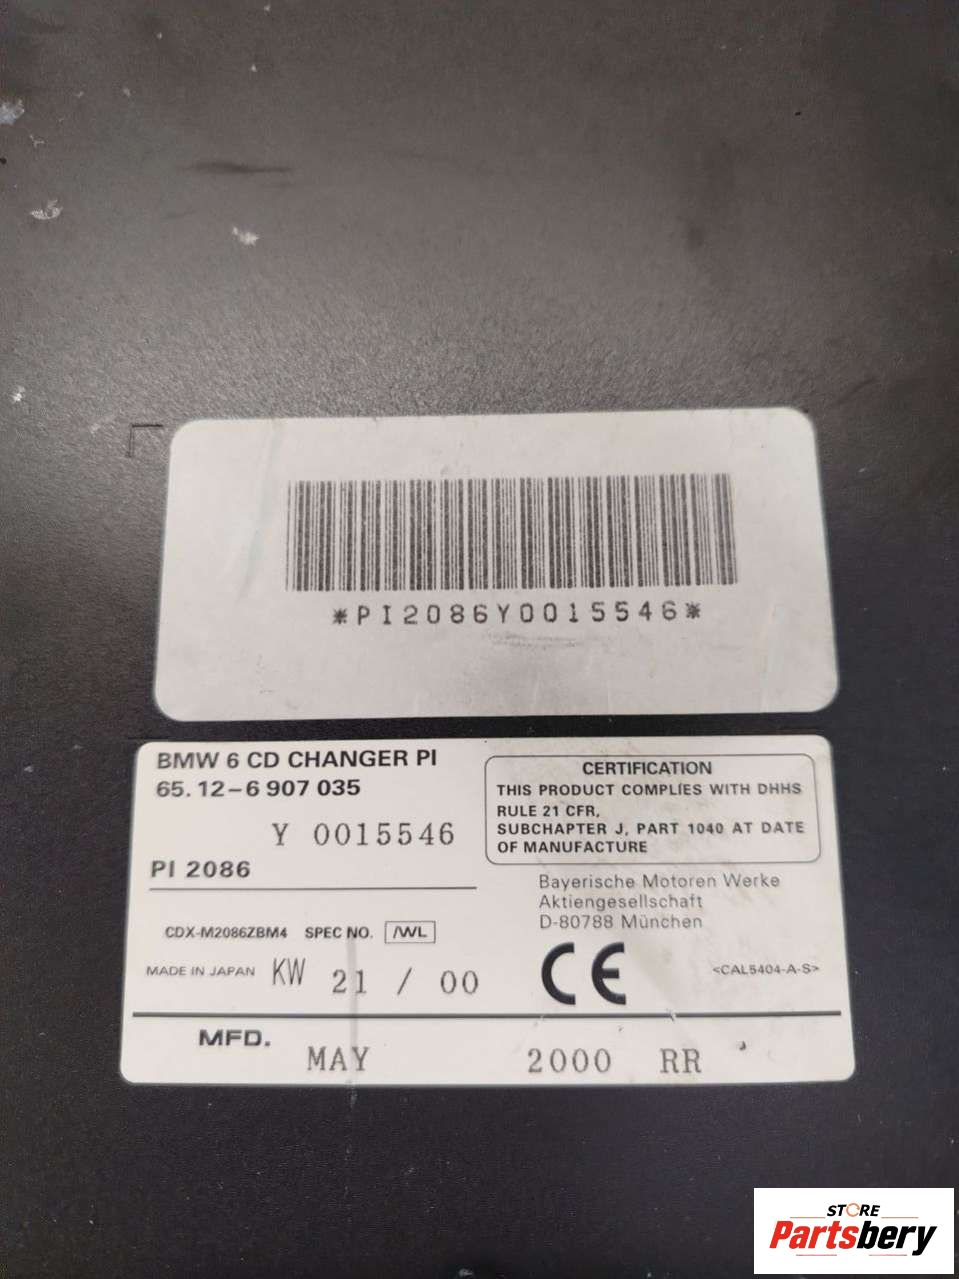 *PI2086Y0015546*
BMW 6 CD CHANGER PI
65.12-6 907 035
Y 0015546
PI 2086
CERTIFICATION
THIS PRODUCT COMPLIES WITH DHHS
RULE 21 CFR,
SUBCHAPTER J, PART 1040 AT DATE
OF MANUFACTURE
Bayerische Motoren Werke
Aktiengesellschaft
D-80788 München
CDX-M2086ZBM4 SPEC NO. /WL
MADE IN JAPAN KW 21 / 00
CE <CAL5404-A-S>
MFD. MAY 2000 RR
STORE
Partsbery